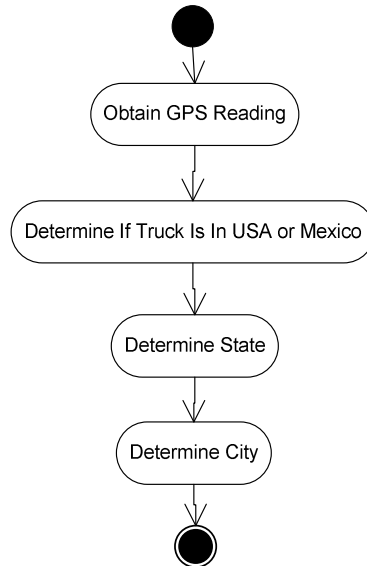 Obtain GPS Reading
Determine If Truck Is In USA or Mexico
Determine State
Determine City